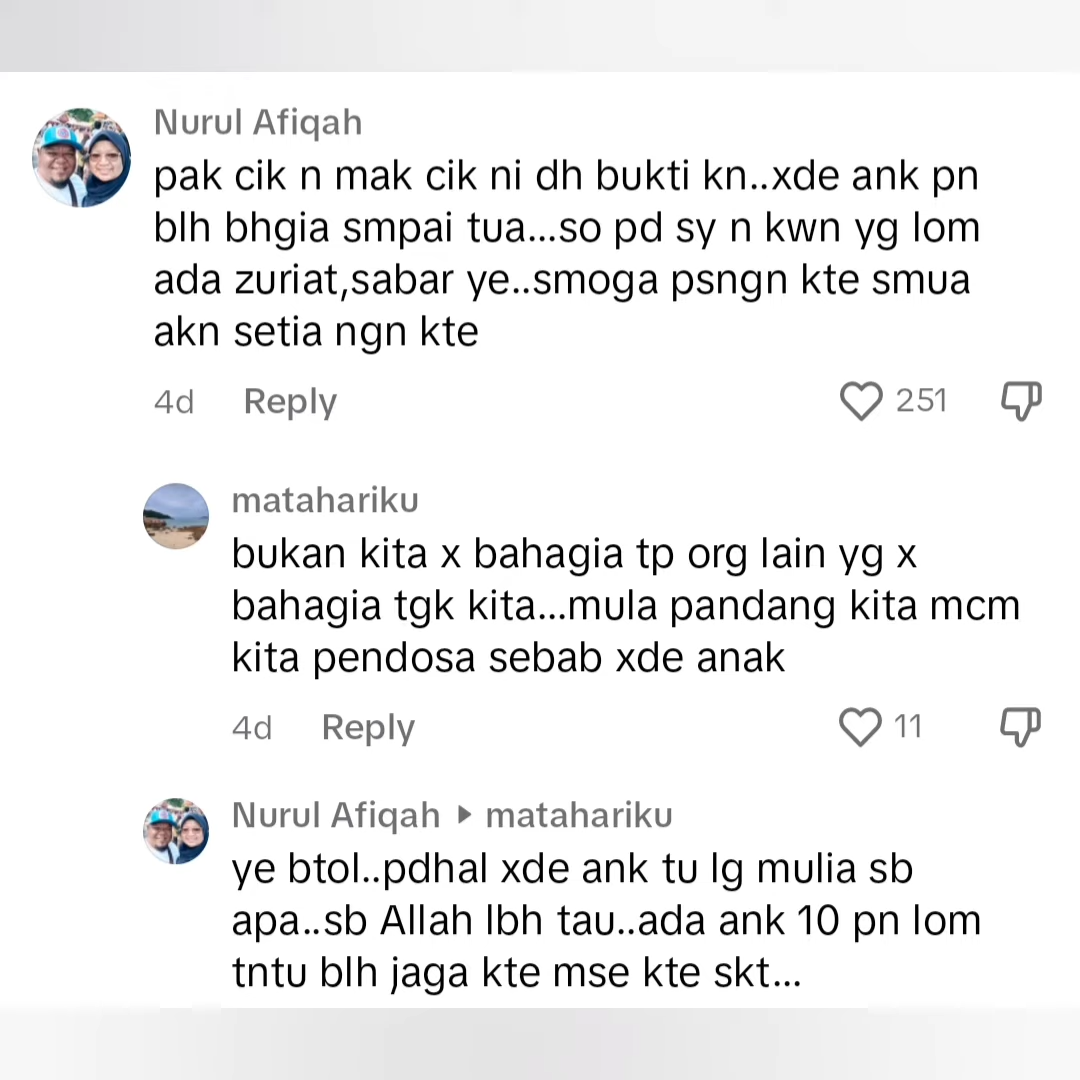 Nurul Afiqah
pak cik n mak cik ni dh bukti kn..xde ank pn
blh bhgia smpai tua...so pd sy n kwn yg lom
ada zuriat,sabar ye..smoga psngn kte smua
akn setia ngn kte
4d Reply 251
matahariku
bukan kita x bahagia tp org lain yg x
bahagia tgk kita...mula pandang kita mcm
kita pendosa sebab xde anak
4d Reply 11
Nurul Afiqah ▸ matahariku
ye btol..pdhal xde ank tu lg mulia sb
apa..sb Allah lbh tau..ada ank 10 pn lom
tntu blh jaga kte mse kte skt...